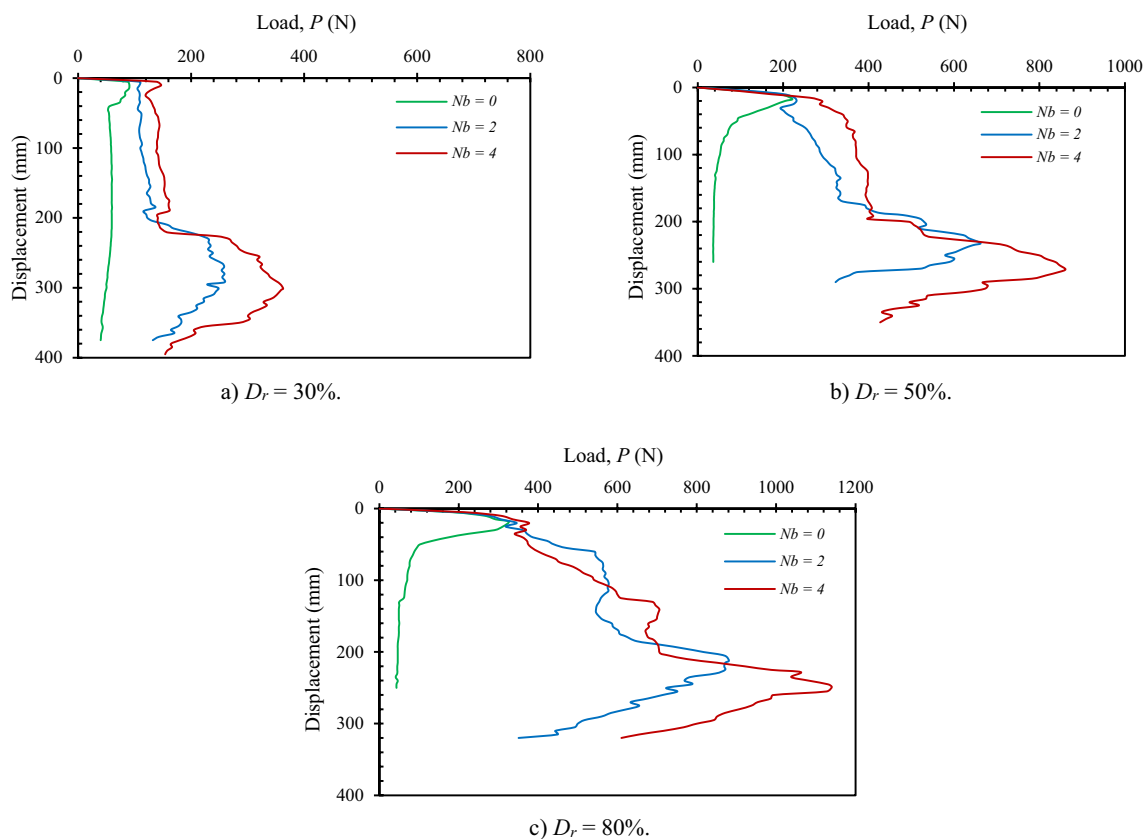 Load, P (N)
0 200 400 600 800
0
100
200
300
400
Displacement (mm)
Nb = 0
Nb = 2
Nb = 4
a) Dr = 30%.
Load, P (N)
0 200 400 600 800 1000
0
100
200
300
400
Displacement (mm)
Nb = 0
Nb = 2
Nb = 4
b) Dr = 50%.
Load, P (N)
0 200 400 600 800 1000 1200
0
100
200
300
400
Displacement (mm)
Nb = 0
Nb = 2
Nb = 4
c) Dr = 80%.